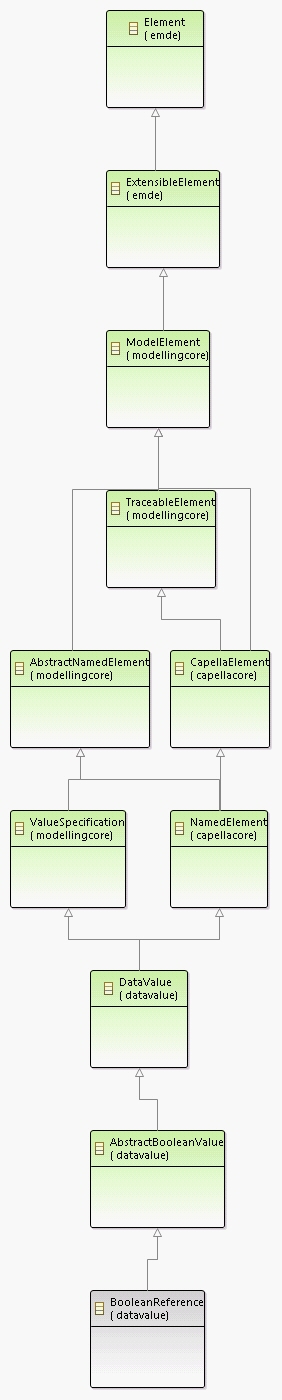 Element
( emde)
ExtensibleElement
( emde)
ModelElement
( modellingcore)
TraceableElement
( modellingcore)
AbstractNamedElement
( modellingcore)
CapellaElement
( capellacore)
ValueSpecification
( modellingcore)
NamedElement
( capellacore)
DataValue
( datavalue)
AbstractBooleanValue
( datavalue)
BooleanReference
( datavalue)